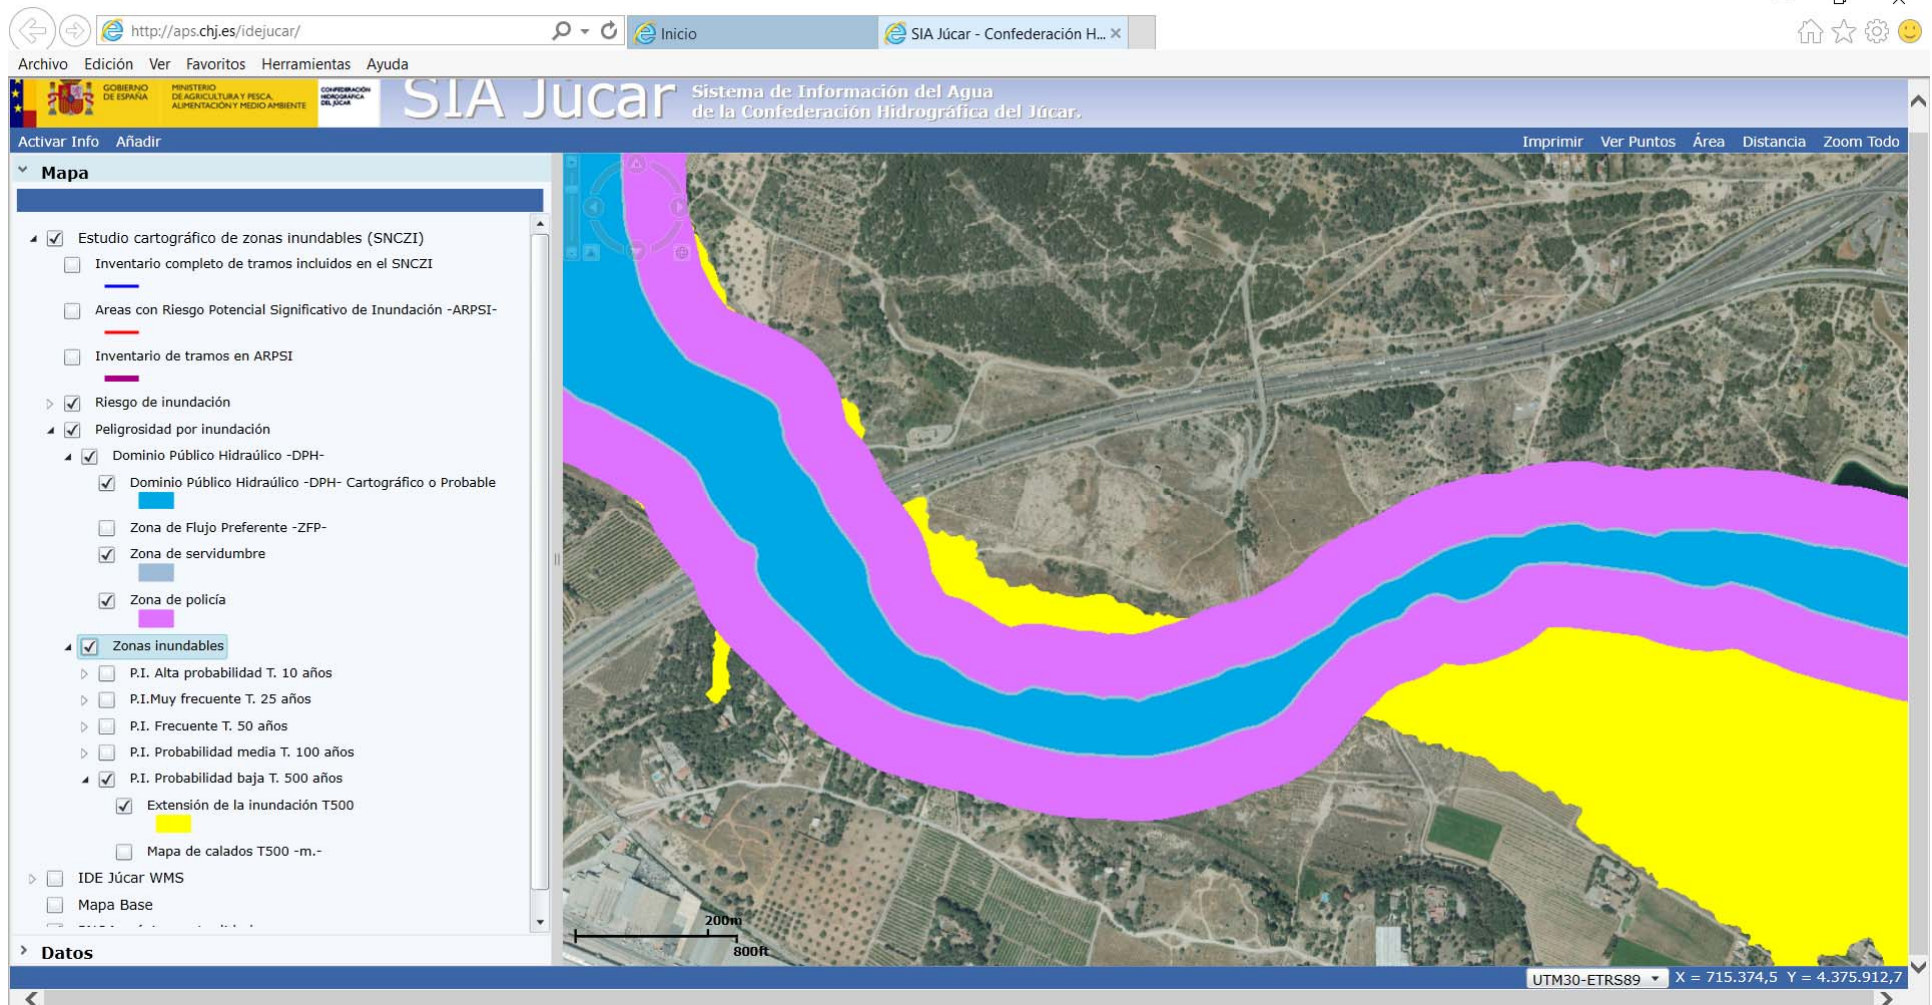 http://aps.chj.es/idejucar/
Inicio
SIA Júcar - Confederación H...
Archivo Edición Ver Favoritos Herramientas Ayuda
GOBIERNO DE ESPAÑA
MINISTERIO DE AGRICULTURA Y PESCA, ALIMENTACIÓN Y MEDIO AMBIENTE
CONFEDERACIÓN HIDROGRÁFICA DEL JÚCAR
SIA Júcar
Sistema de Información del Agua
de la Confederación Hidrográfica del Júcar.
Activar Info Añadir
Imprimir Ver Puntos Área Distancia Zoom Todo
Mapa
Estudio cartográfico de zonas inundables (SNCZI)
Inventario completo de tramos incluidos en el SNCZI
Areas con Riesgo Potencial Significativo de Inundación -ARPSI-
Inventario de tramos en ARPSI
Riesgo de inundación
Peligrosidad por inundación
Dominio Público Hidraúlico -DPH-
Dominio Público Hidraúlico -DPH- Cartográfico o Probable
Zona de Flujo Preferente -ZFP-
Zona de servidumbre
Zona de policía
Zonas inundables
P.I. Alta probabilidad T. 10 años
P.I.Muy frecuente T. 25 años
P.I. Frecuente T. 50 años
P.I. Probabilidad media T. 100 años
P.I. Probabilidad baja T. 500 años
Extensión de la inundación T500
Mapa de calados T500 -m.-
IDE Júcar WMS
Mapa Base
Datos
200m
800ft
UTM30-ETRS89
X = 715.374,5 Y = 4.375.912,7